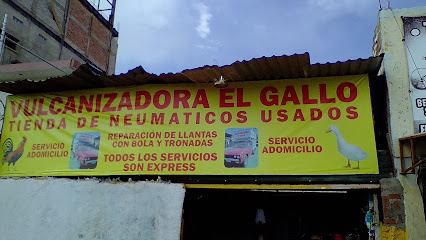 VULCANIZADORA EL GALLO
TIENDA DE NEUMATICOS USADOS
SERVICIO
ADOMICILIO
REPARACION DE LLANTAS
CON BOLA Y TRONADAS
TODOS LOS SERVICIOS
SON EXPRESS
SERVICIO
ADOMICILIO